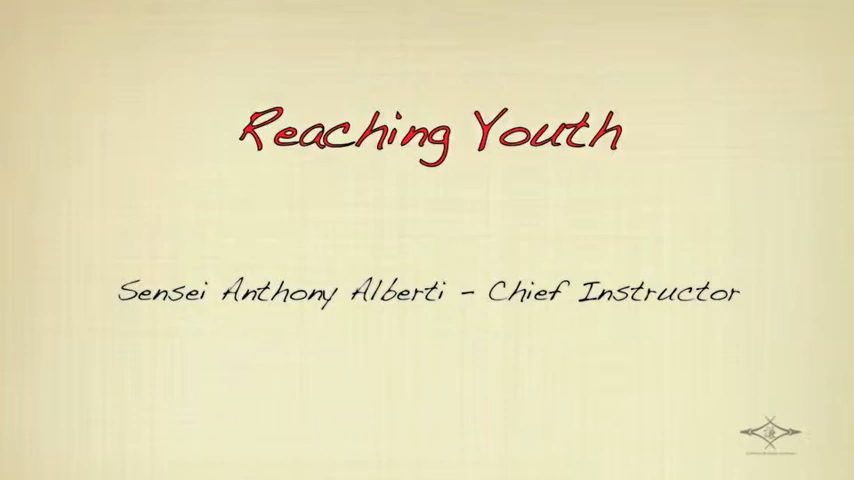 Reaching Youth
Sensei Anthony Alberti - Chief Instructor